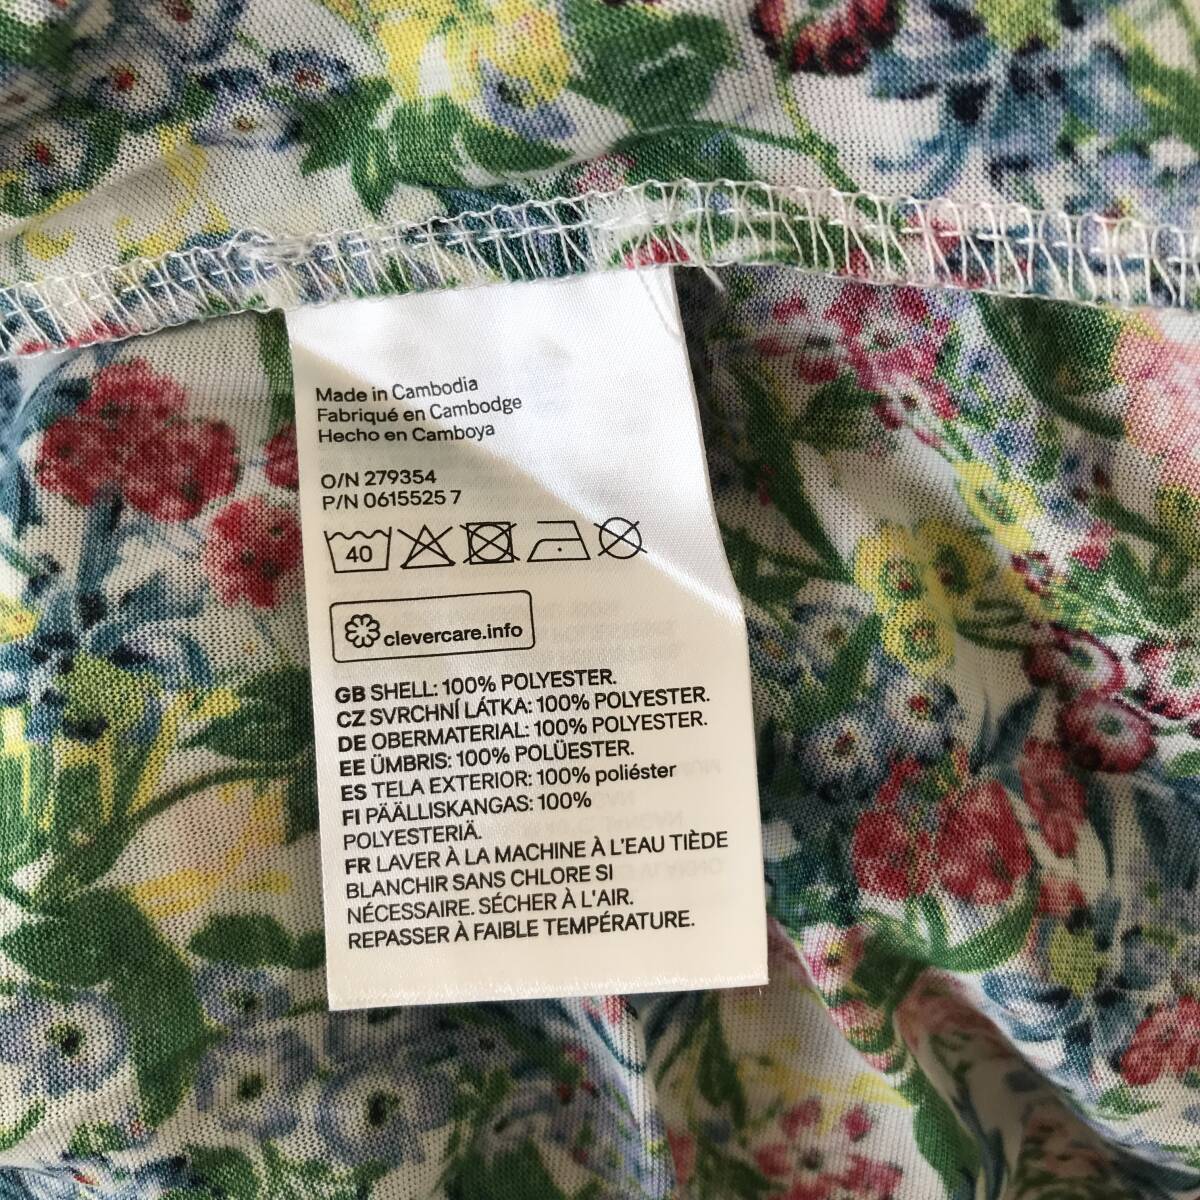 Made in Cambodia
Fabriqué en Cambodge
Hecho en Camboya
O/N 279354
P/N 0615525 7
40
clevercare.info
GB SHELL: 100% POLYESTER.
CZ SVRCHNÍ LÁTKA: 100% POLYESTER.
DE OBERMATERIAL: 100% POLYESTER.
EE ÜMBRIS: 100% POLÜESTER.
ES TELA EXTERIOR: 100% poliéster
FI PÄÄLLISKANGAS: 100%
POLYESTERIÄ.
FR LAVER À LA MACHINE À L'EAU TIÈDE
BLANCHIR SANS CHLORE SI
NÉCESSAIRE. SÉCHER À L'AIR.
REPASSER À FAIBLE TEMPÉRATURE.